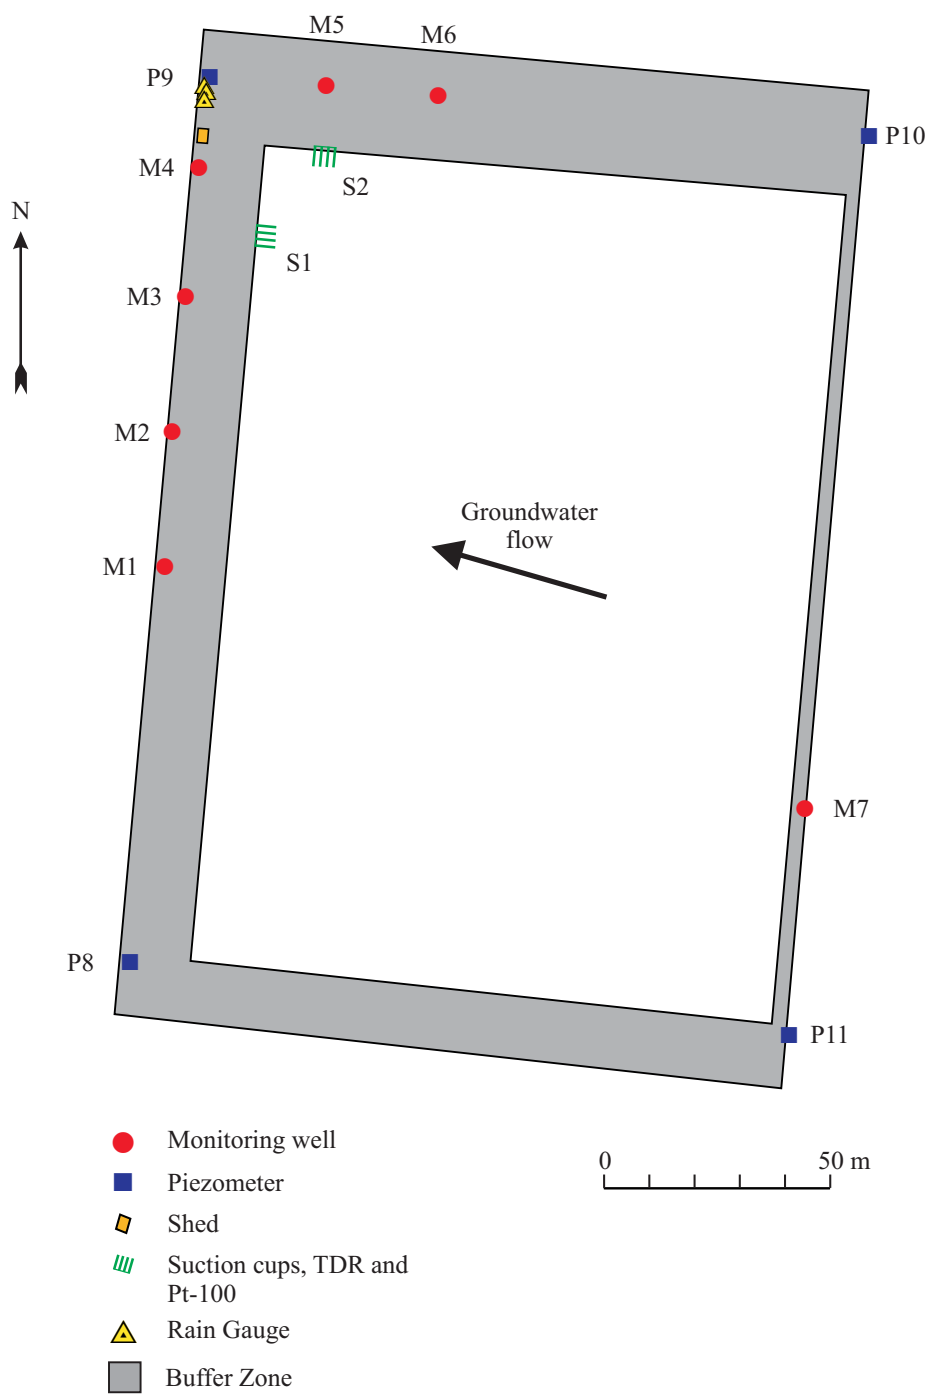 M5
M6
P9
P10
M4
S2
N
S1
M3
M2
Groundwater
flow
M1
M7
P8
P11
Monitoring well
0 50 m
Piezometer
Shed
Suction cups, TDR and
Pt-100
Rain Gauge
Buffer Zone